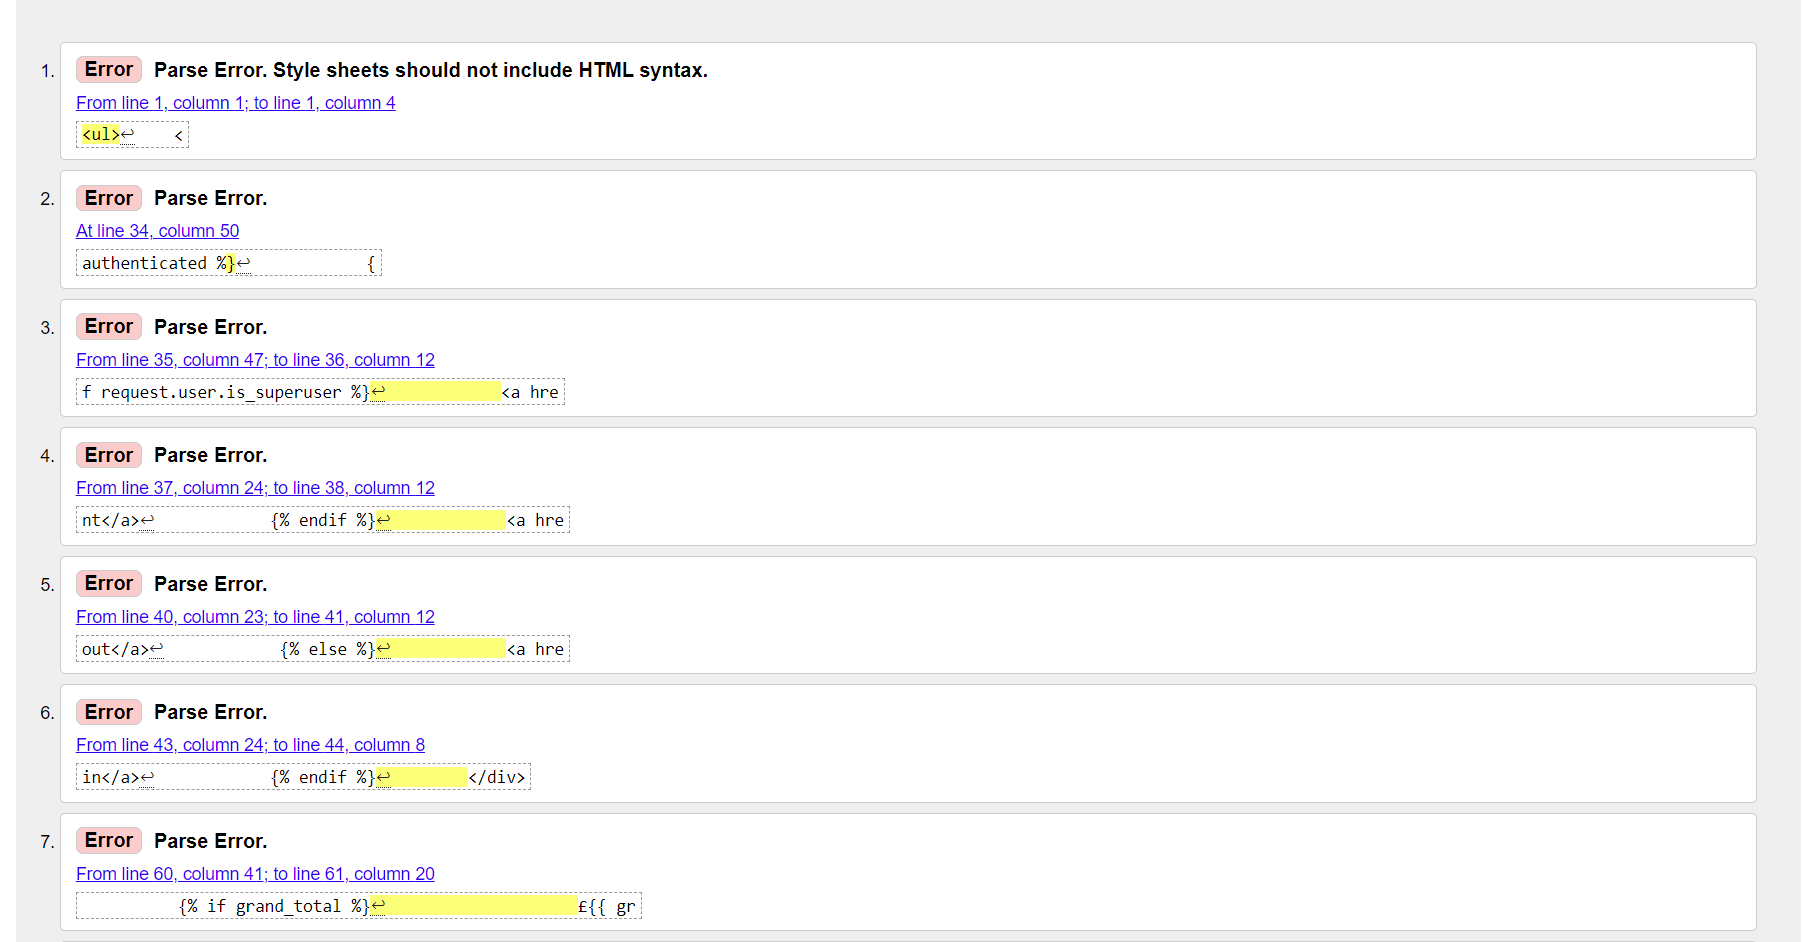 1. Error Parse Error. Style sheets should not include HTML syntax.
From line 1, column 1; to line 1, column 4
<ul>↩    <
2. Error Parse Error.
At line 34, column 50
authenticated %}↩            {
3. Error Parse Error.
From line 35, column 47; to line 36, column 12
f request.user.is_superuser %}↩            <a hre
4. Error Parse Error.
From line 37, column 24; to line 38, column 12
nt</a>↩            {% endif %}↩            <a hre
5. Error Parse Error.
From line 40, column 23; to line 41, column 12
out</a>↩            {% else %}↩            <a hre
6. Error Parse Error.
From line 43, column 24; to line 44, column 8
in</a>↩            {% endif %}↩        </div>
7. Error Parse Error.
From line 60, column 41; to line 61, column 20
{% if grand_total %}↩                    £{{ gr